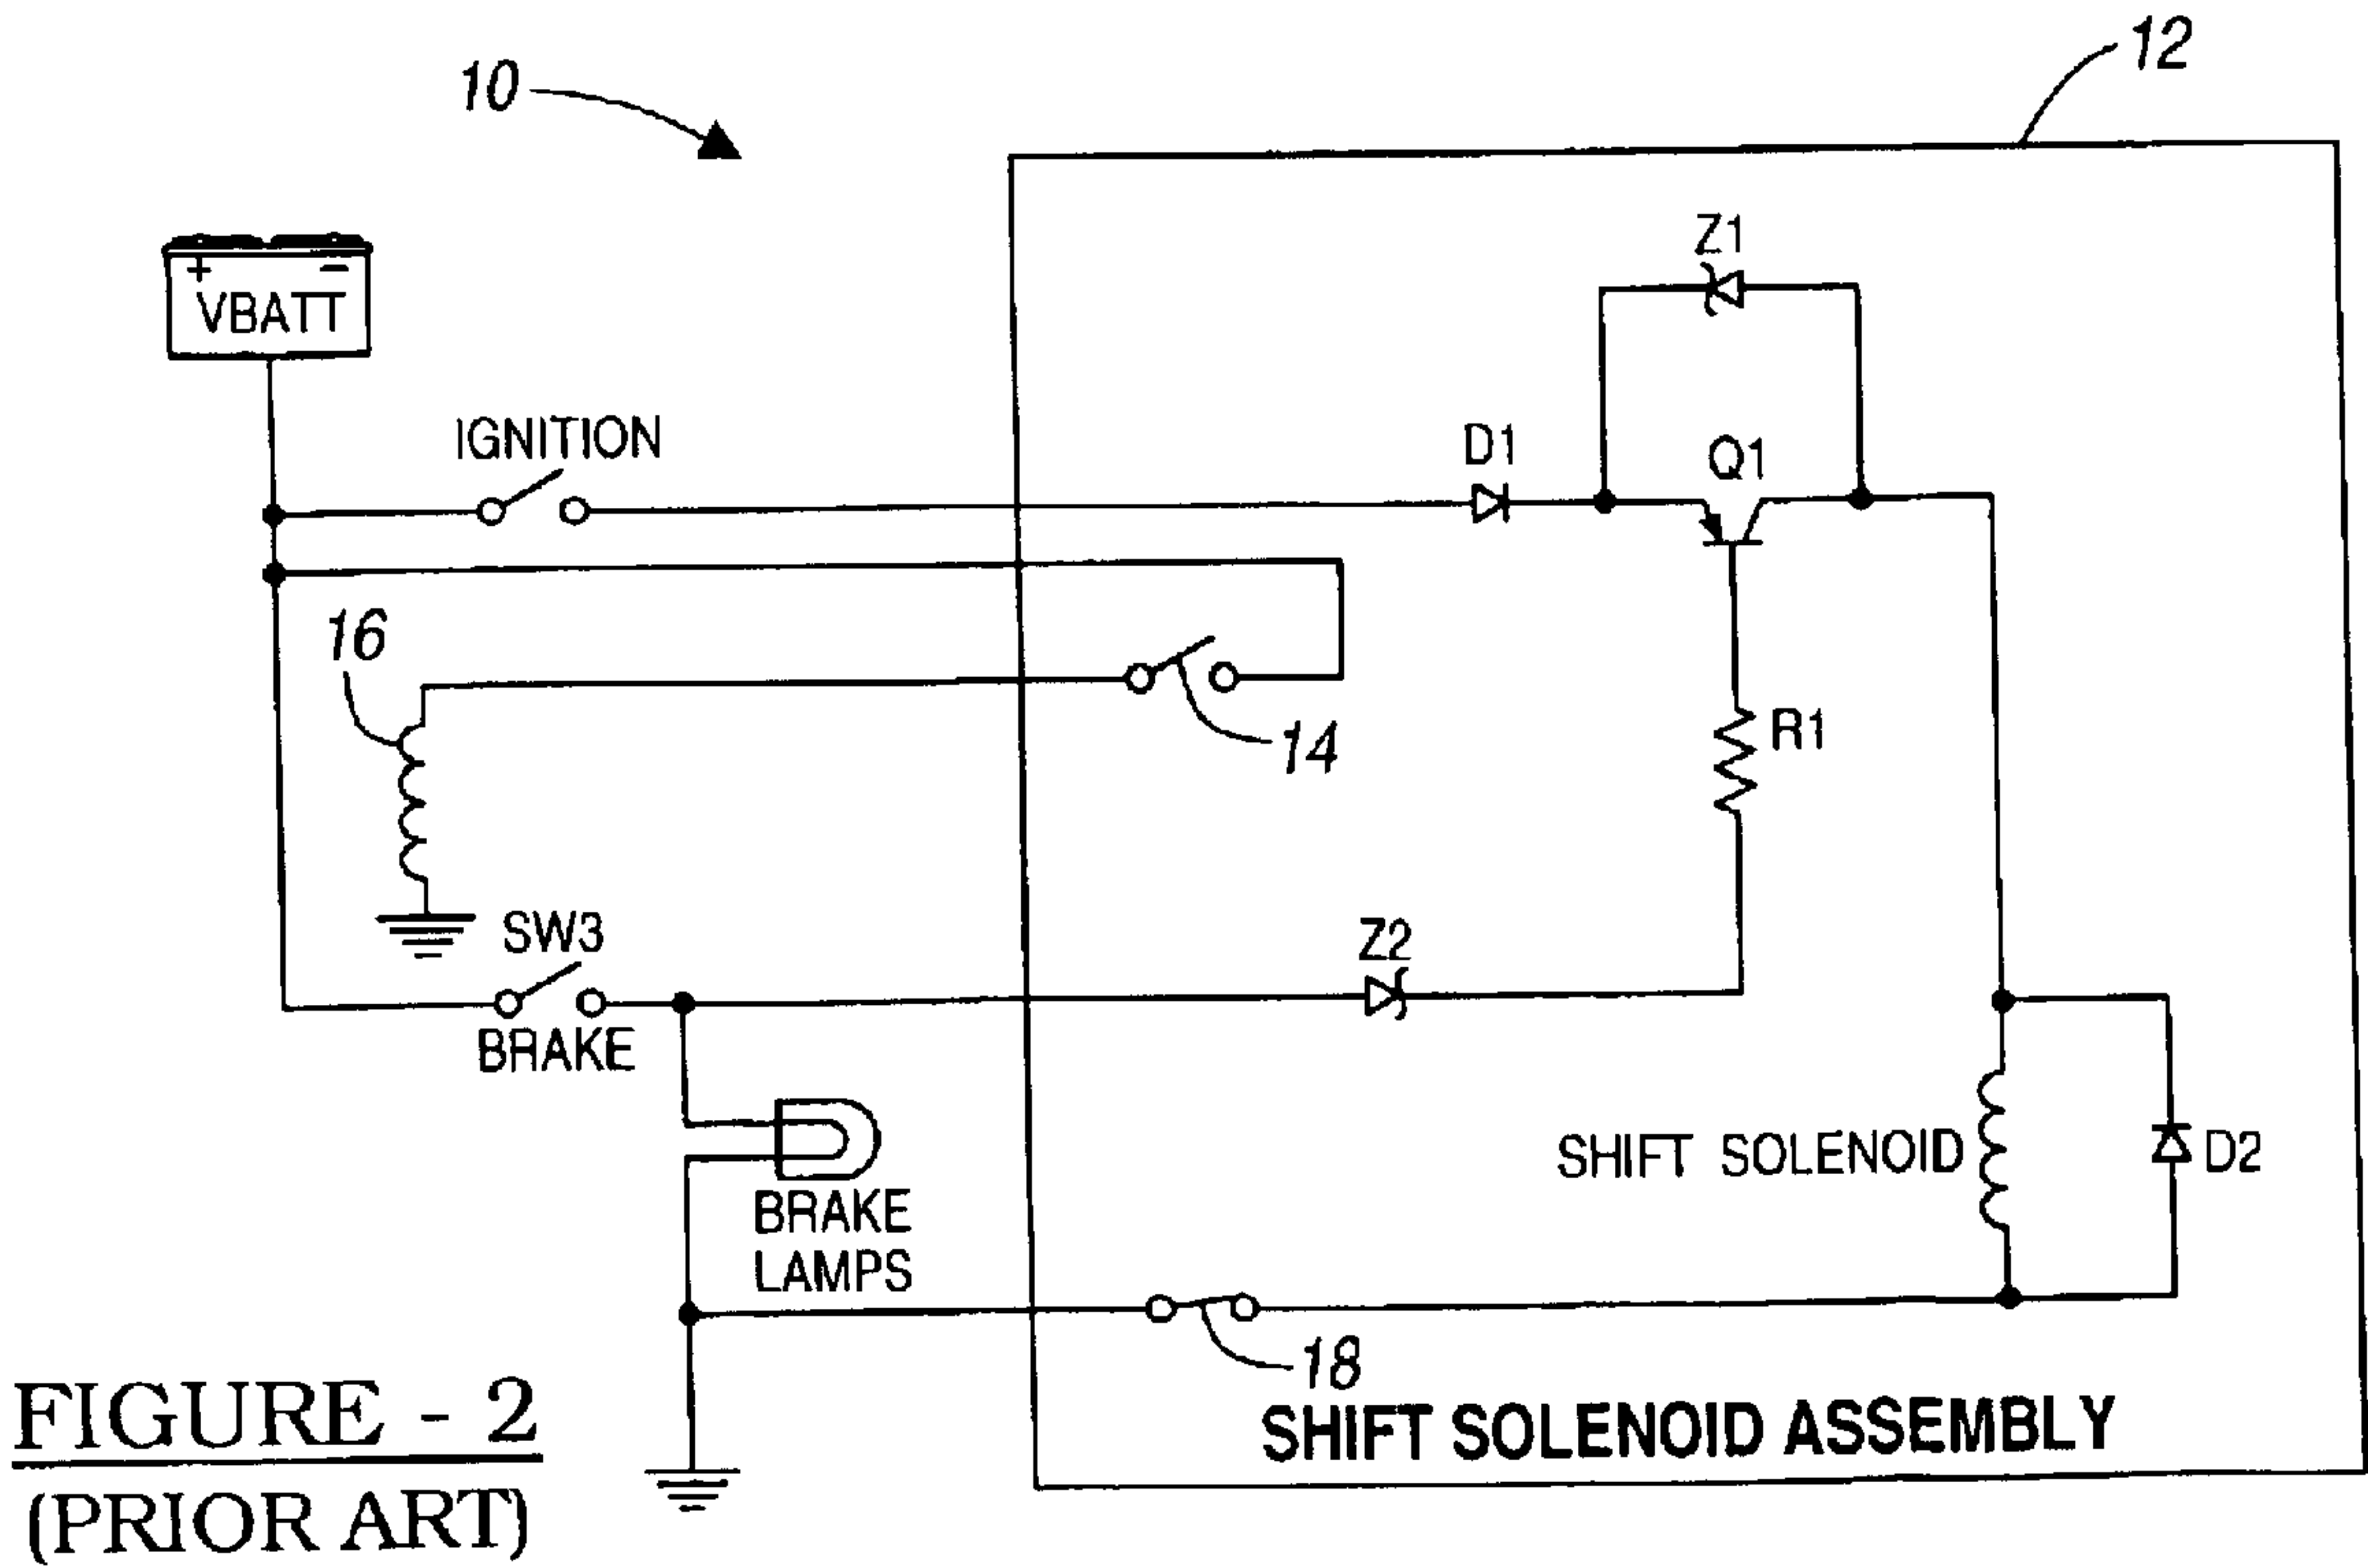 10
12
Z1
+ −
VBATT
IGNITION
D1
Q1
16
14
R1
SW3
BRAKE
Z2
BRAKE
LAMPS
SHIFT SOLENOID
D2
18
SHIFT SOLENOID ASSEMBLY
FIGURE - 2
(PRIOR ART)